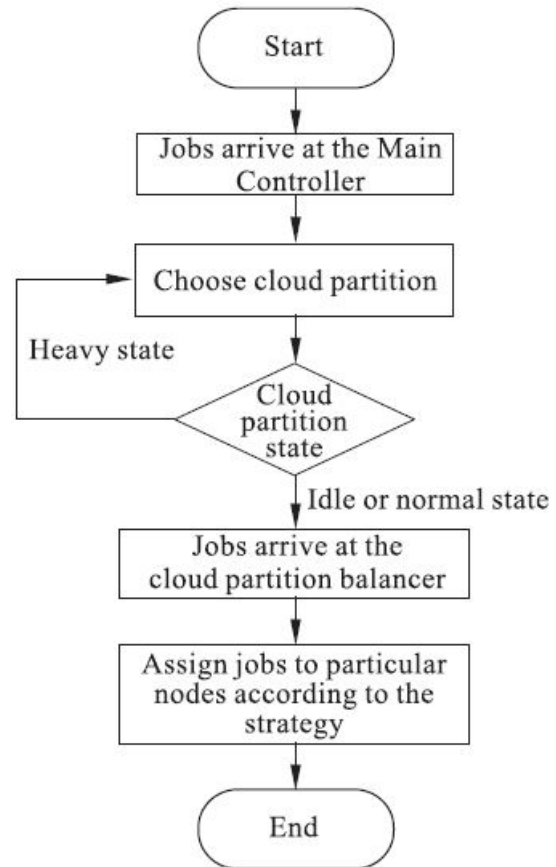 Start
Jobs arrive at the Main
Controller
Choose cloud partition
Heavy state
Cloud
partition
state
Idle or normal state
Jobs arrive at the
cloud partition balancer
Assign jobs to particular
nodes according to the
strategy
End